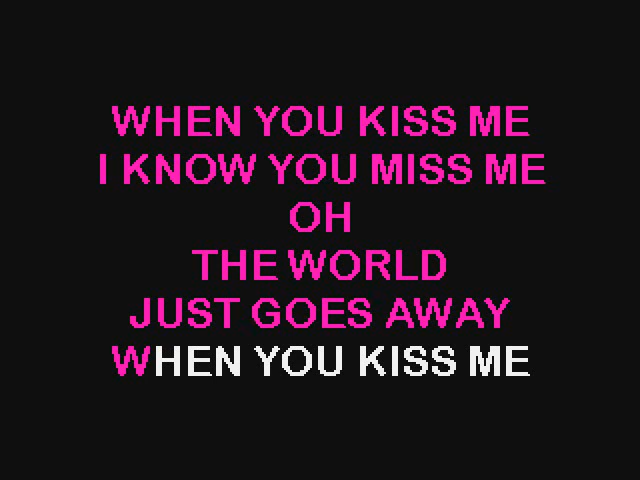 WHEN YOU KISS ME
I KNOW YOU MISS ME
OH
THE WORLD
JUST GOES AWAY
WHEN YOU KISS ME